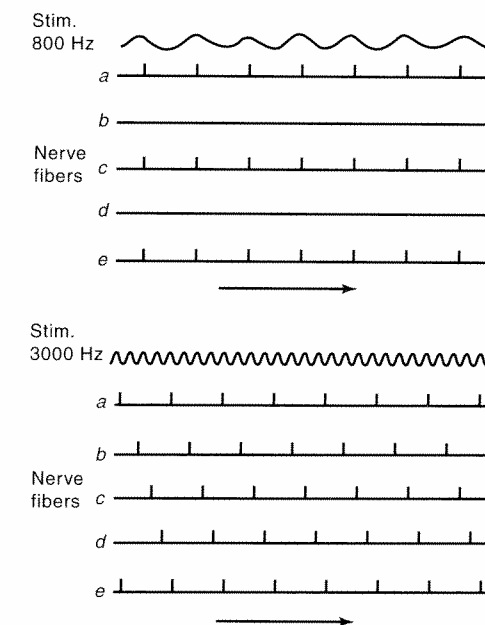 Stim.
800 Hz
a
b
Nerve
fibers
c
d
e
Stim.
3000 Hz
a
b
Nerve
fibers
c
d
e